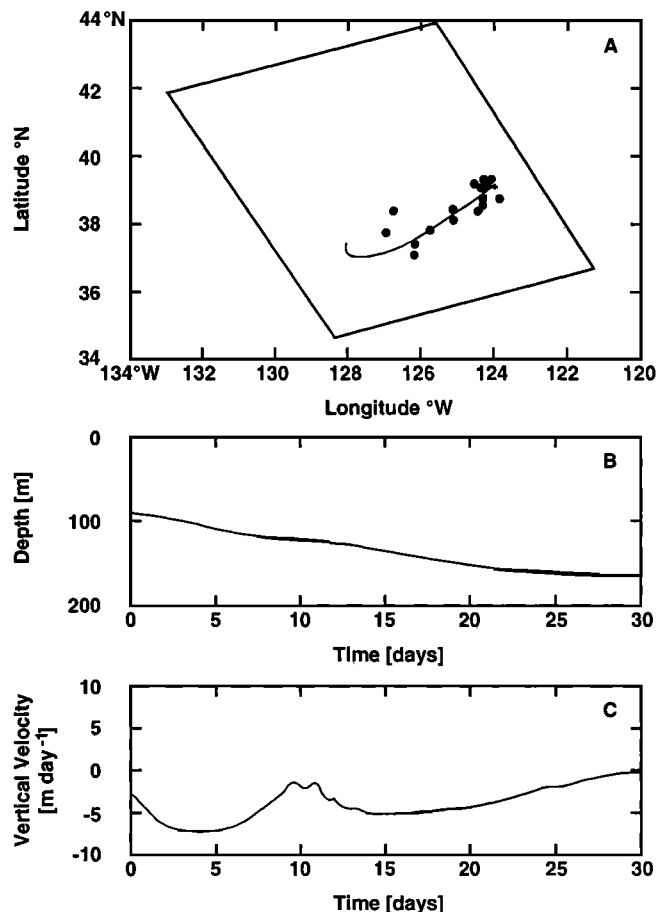 44°N
A
42
40
38
36
34
Latitude °N
134°W 132 130 128 126 124 122 120
Longitude °W
0
B
100
200
Depth [m]
0 5 10 15 20 25 30
Time [days]
10
C
5
0
-5
-10
Vertical Velocity
[m day⁻¹]
0 5 10 15 20 25 30
Time [days]